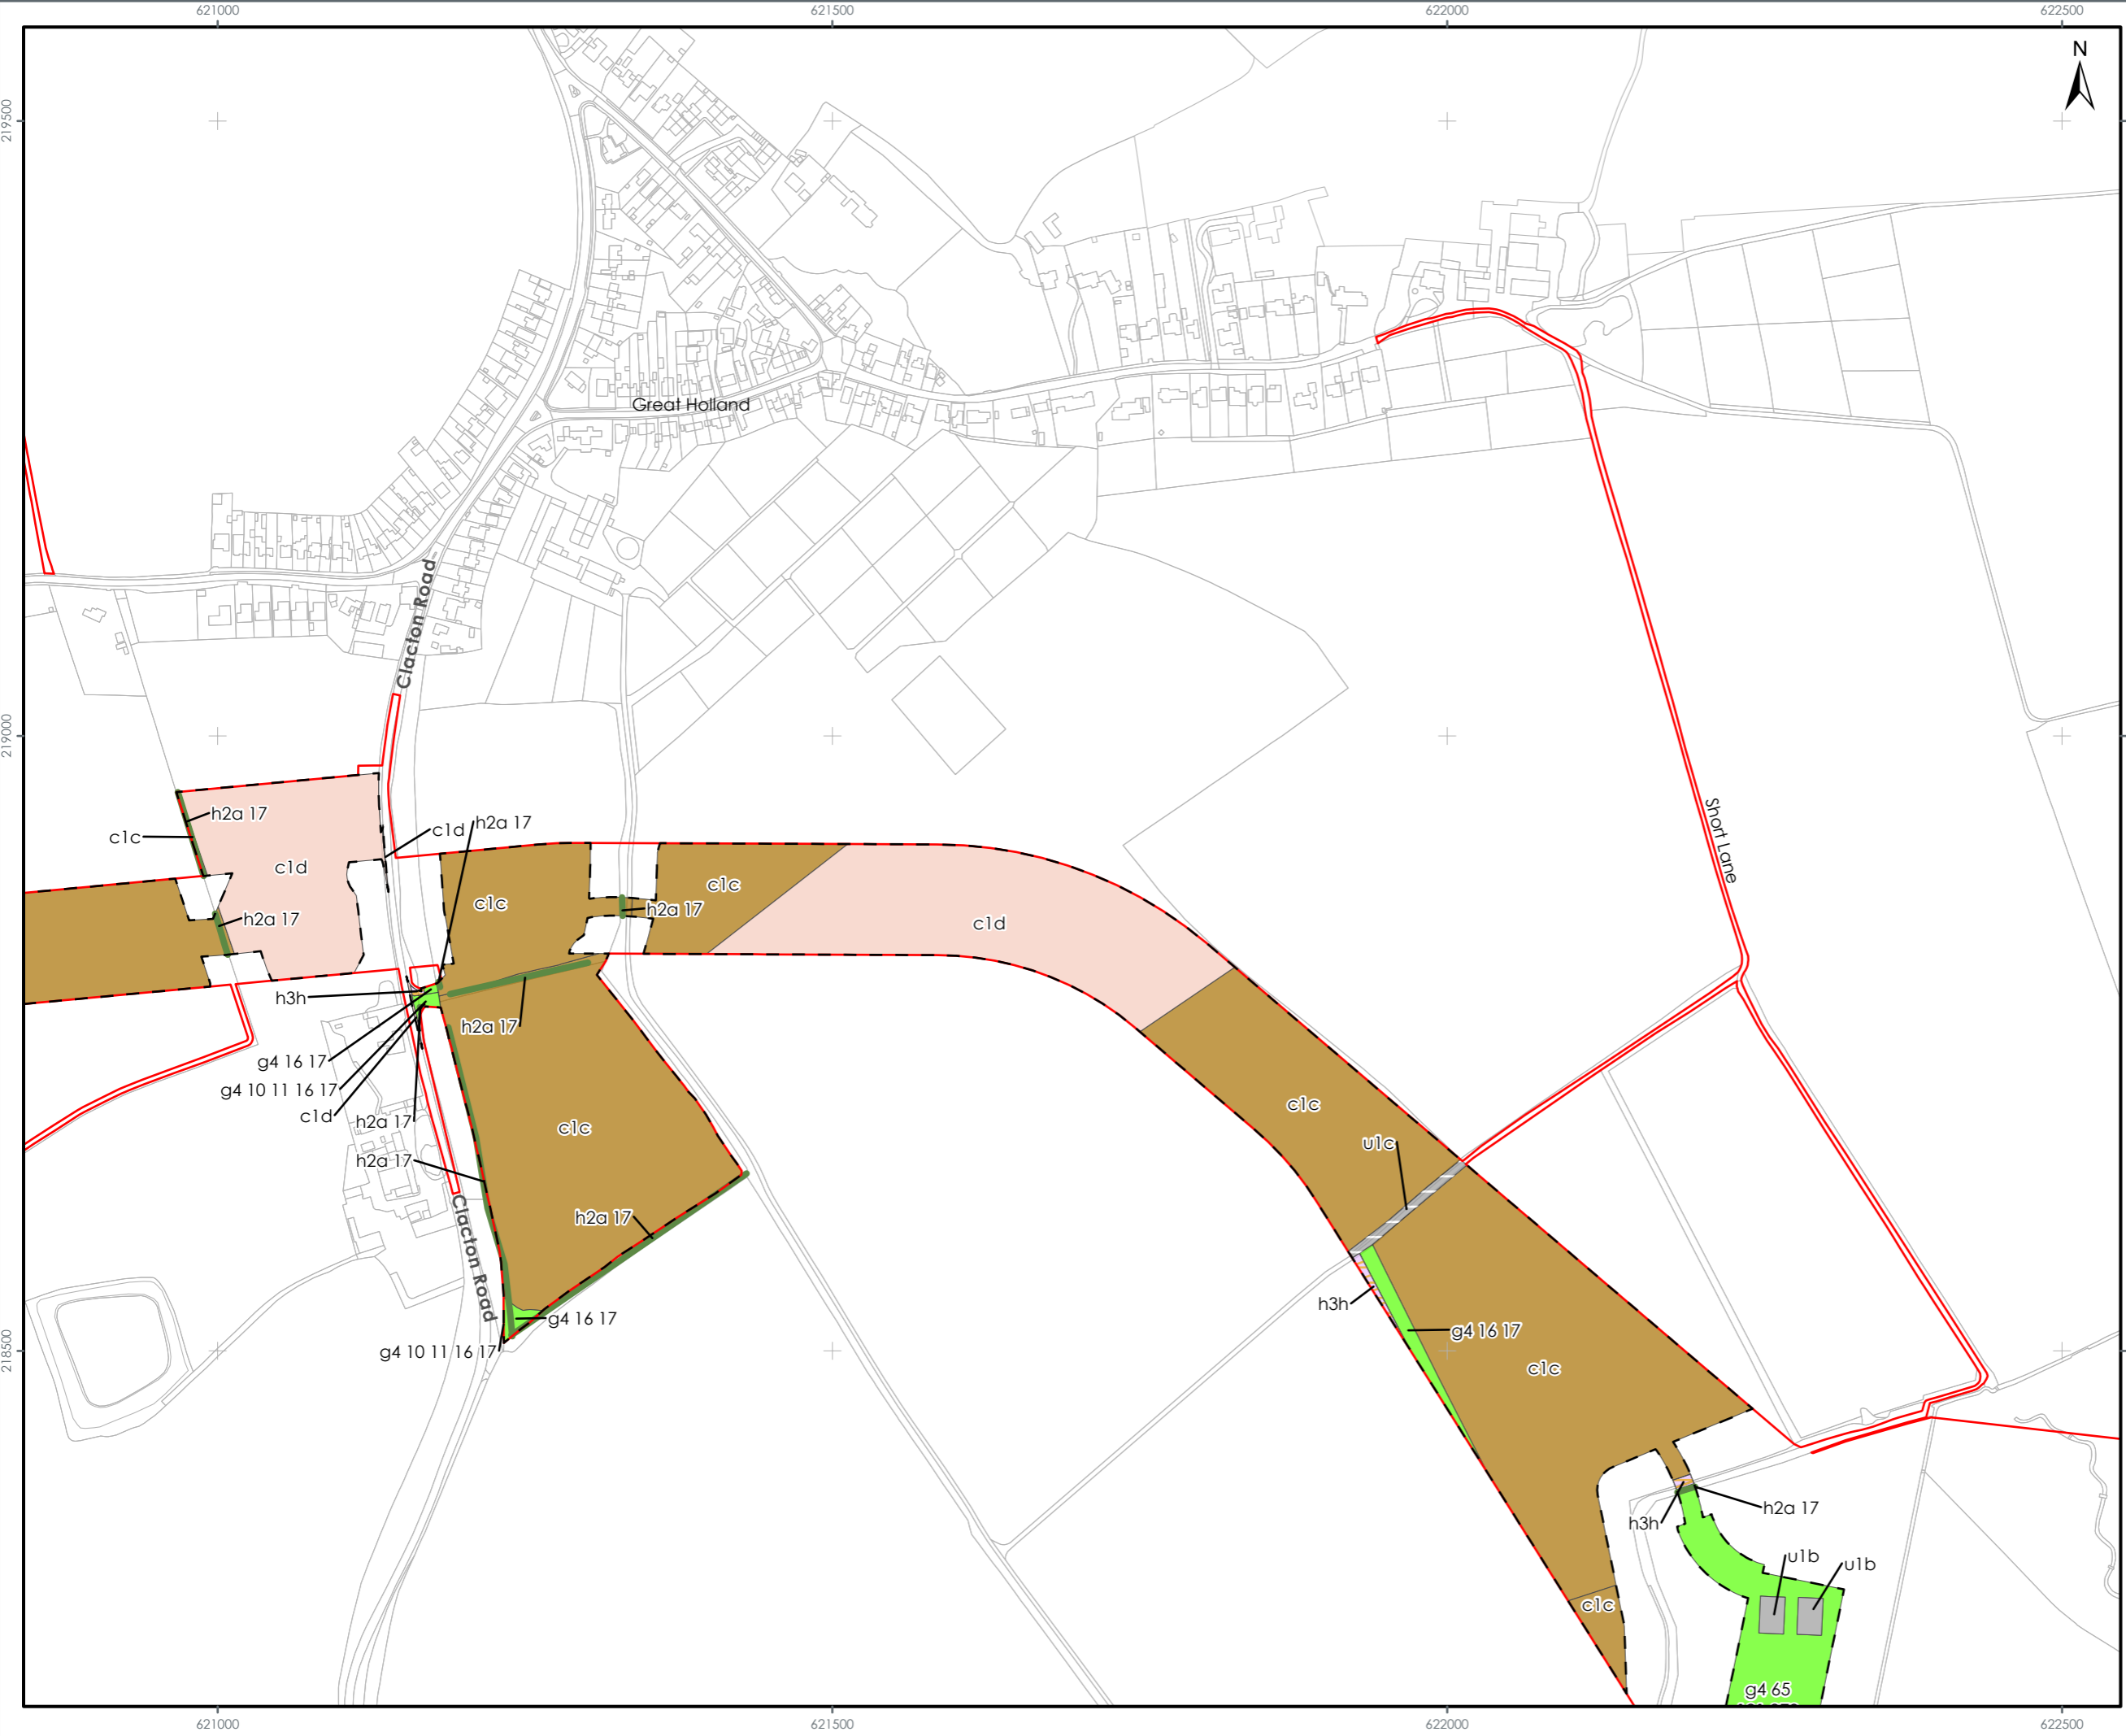 621000
621500
622000
622500
N
219500
Great Holland
Clacton Road
219000
h2a 17
c1c
c1d
h2a 17
c1d
h2a 17
c1c
c1c
h2a 17
c1d
Short Lane
h3h
h2a 17
g4 16 17
g4 10 11 16 17
c1d
h2a 17
c1c
c1c
u1c
h2a 17
h2a 17
Clacton Road
h3h
g4 16 17
g4 16 17
218500
g4 10 11 16 17
c1c
h2a 17
h3h
u1b
u1b
c1c
g4 65
621000
621500
622000
622500